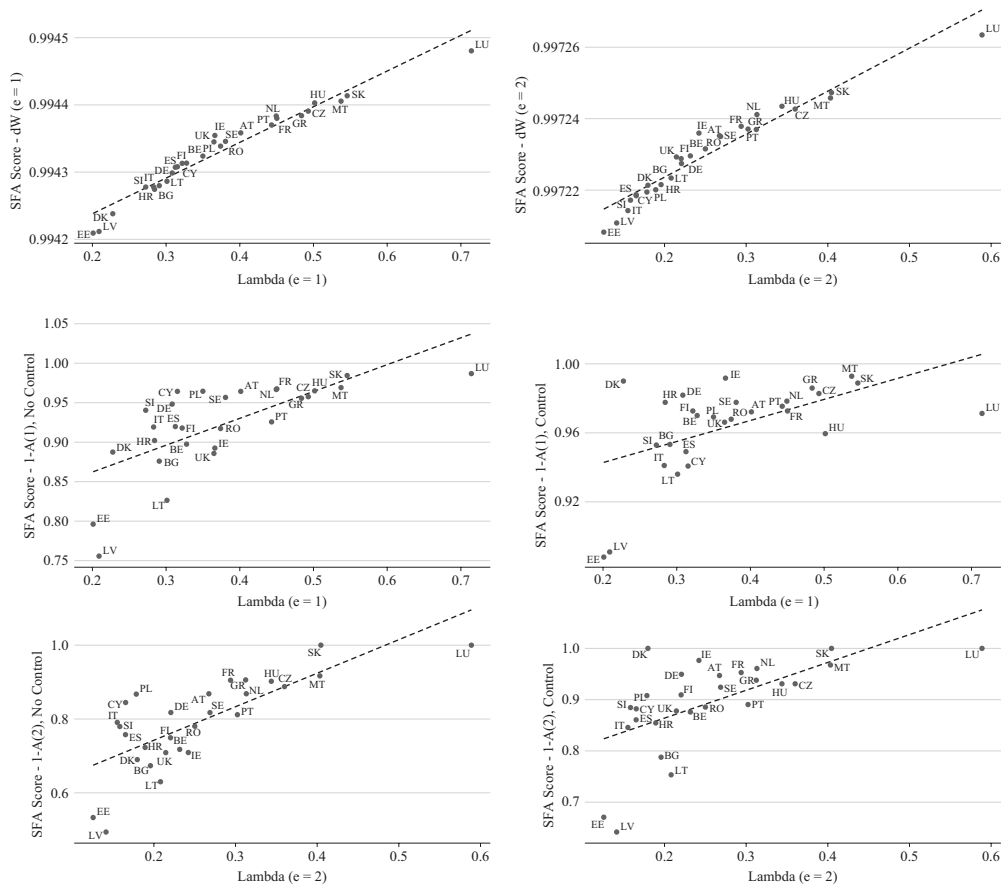 SFA Score - dW (e = 1)
0.99445
0.99444
0.99443
0.99442
0.2 0.3 0.4 0.5 0.6 0.7
Lambda (e = 1)
LU
SK
HU
MT
CZ
NL
GR
PT
FR
AT
IE
UK
SE
RO
BE
PL
FI
ES
CY
DE
LT
IT
SI
HR
BG
DK
LV
EE
SFA Score - dW (e = 2)
0.99726
0.99724
0.99722
0.2 0.3 0.4 0.5 0.6
Lambda (e = 2)
LU
SK
MT
HU
CZ
NL
FR
GR
PT
IE
AT
SE
BE
RO
UK
FI
DE
BG
LT
DK
HR
ES
CY
PL
SI
IT
LV
EE
SFA Score - 1-A(1), No Control
1.05
1.00
0.95
0.90
0.85
0.80
0.75
0.2 0.3 0.4 0.5 0.6 0.7
Lambda (e = 1)
LU
SK
MT
FR
NL
CZ
HU
GR
PT
CY
PL
AT
SE
SI
DE
IT
ES
FI
RO
HR
BE
IE
UK
DK
BG
LT
EE
LV
SFA Score - 1-A(1), Control
1.00
0.96
0.92
0.2 0.3 0.4 0.5 0.6 0.7
Lambda (e = 1)
IE
MT
GR
SK
CZ
LU
DK
HR
DE
SE
PT
NL
AT
FR
FI
PL
BE
RO
UK
HU
SI
BG
ES
IT
CY
LT
LV
EE
SFA Score - 1-A(2), No Control
1.0
0.8
0.6
0.2 0.3 0.4 0.5 0.6
Lambda (e = 2)
SK
LU
FR
HU
MT
GR
CZ
NL
PL
AT
CY
DE
SE
PT
IT
SI
RO
ES
FI
HR
BE
UK
IE
DK
BG
LT
EE
LV
SFA Score - 1-A(2), Control
1.0
0.9
0.8
0.7
0.2 0.3 0.4 0.5 0.6
Lambda (e = 2)
DK
SK
LU
IE
MT
FR
NL
DE
AT
GR
HU
CZ
SE
PL
FI
PT
SI
CY
UK
BE
RO
ES
IT
HR
BG
LT
EE
LV